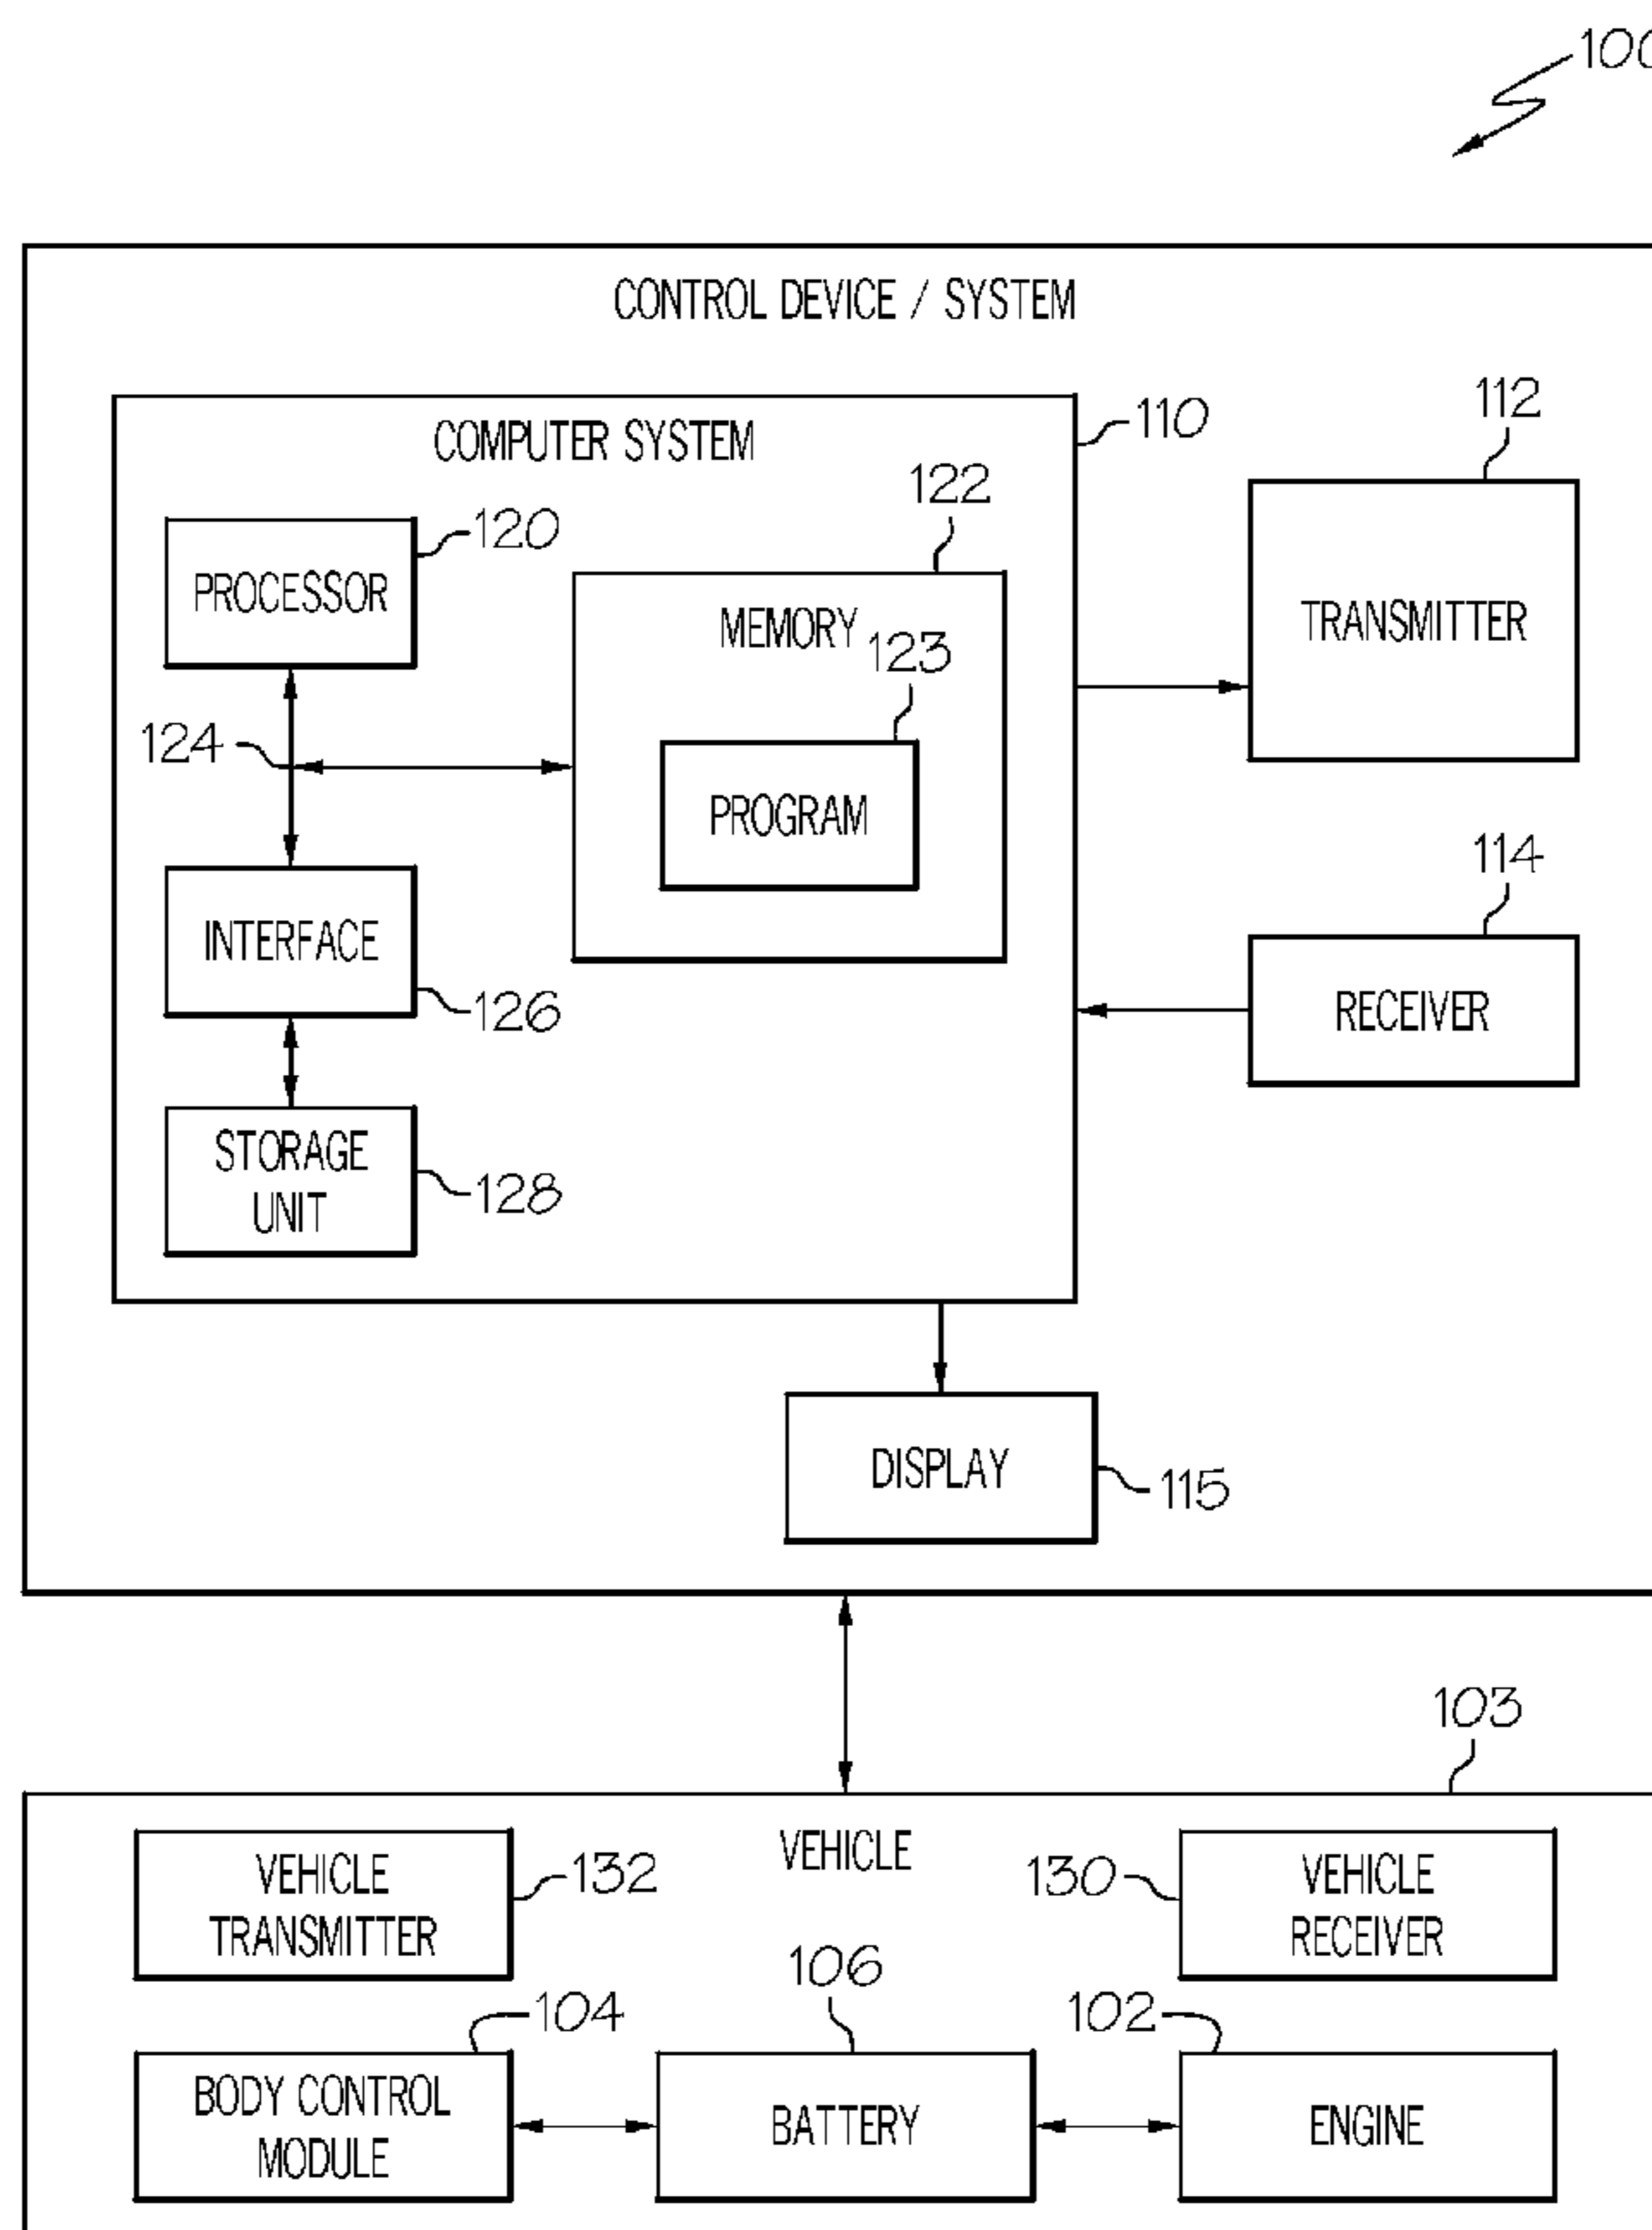 100
CONTROL DEVICE / SYSTEM
COMPUTER SYSTEM
110
112
122
120
PROCESSOR
MEMORY
TRANSMITTER
123
124
PROGRAM
114
INTERFACE
126
RECEIVER
STORAGE
UNIT
128
DISPLAY
115
103
VEHICLE
TRANSMITTER
132
VEHICLE
130
VEHICLE
RECEIVER
106
104
102
BODY CONTROL
MODULE
BATTERY
ENGINE